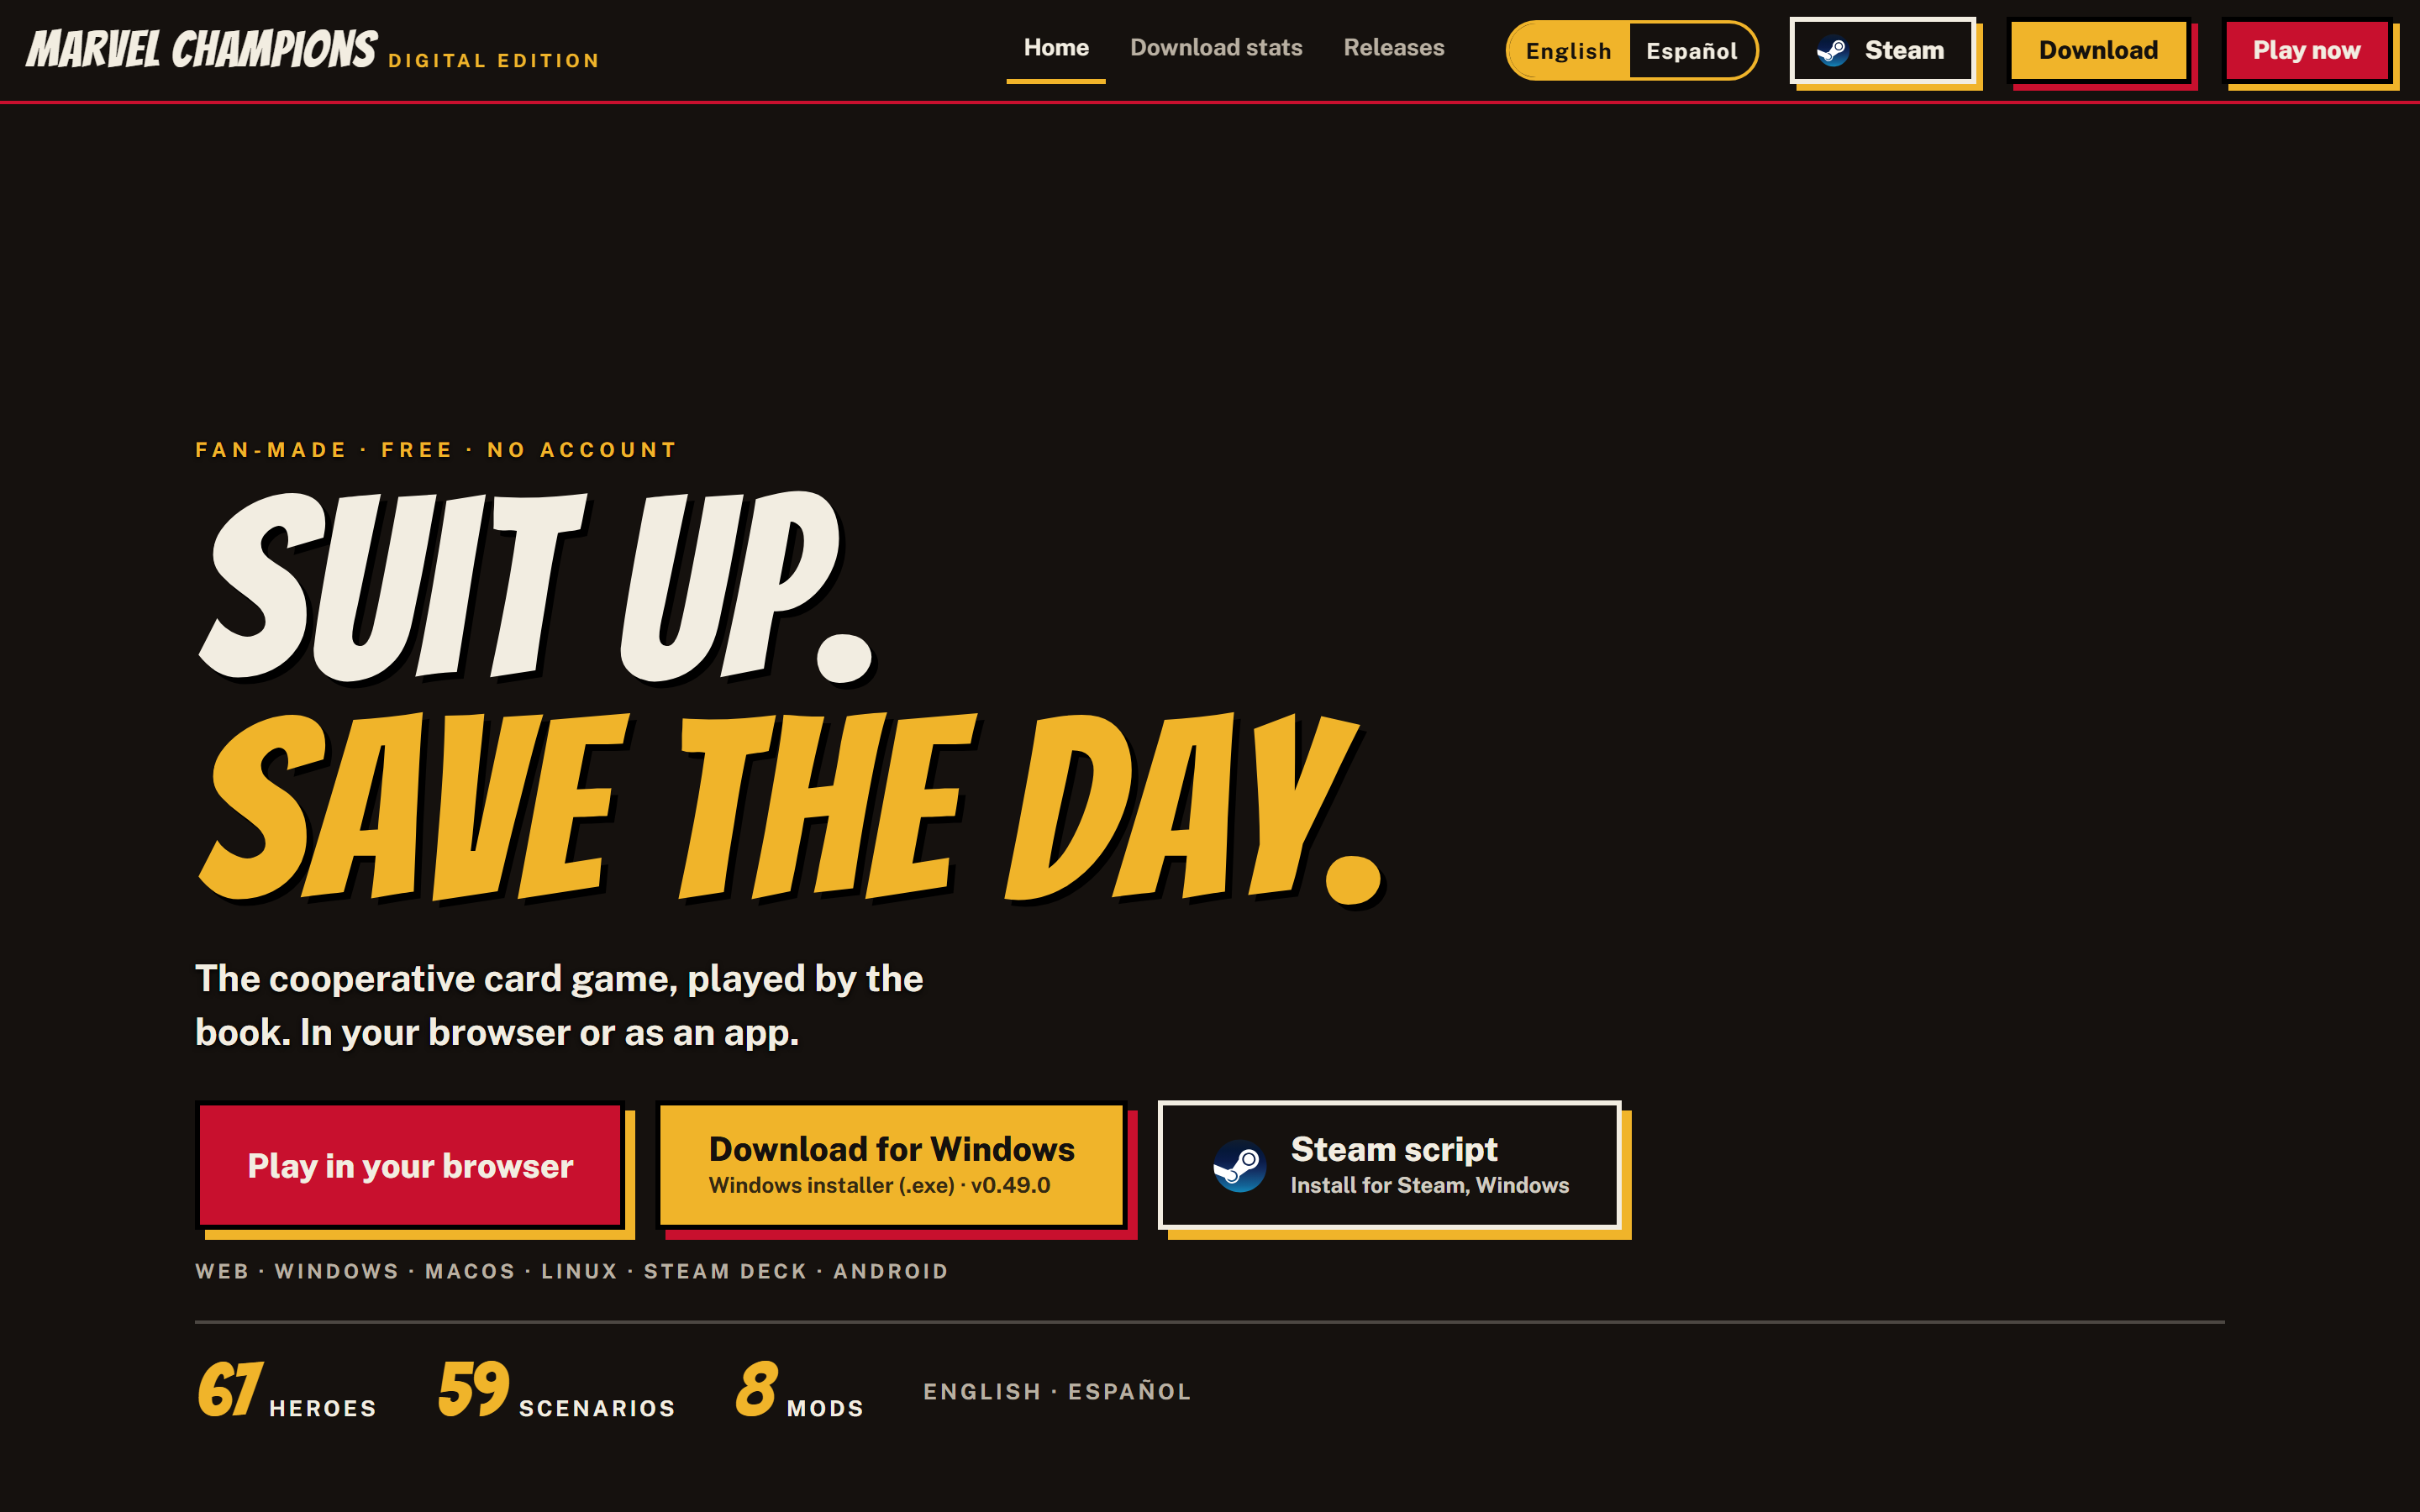 MARVEL CHAMPIONS DIGITAL EDITION
Home Download stats Releases English Español Steam Download Play now
FAN-MADE · FREE · NO ACCOUNT
SUIT UP.
SAVE THE DAY.
The cooperative card game, played by the
book. In your browser or as an app.
Play in your browser
Download for Windows
Windows installer (.exe) · v0.49.0
Steam script
Install for Steam, Windows
WEB · WINDOWS · MACOS · LINUX · STEAM DECK · ANDROID
67 HEROES 59 SCENARIOS 8 MODS ENGLISH · ESPAÑOL